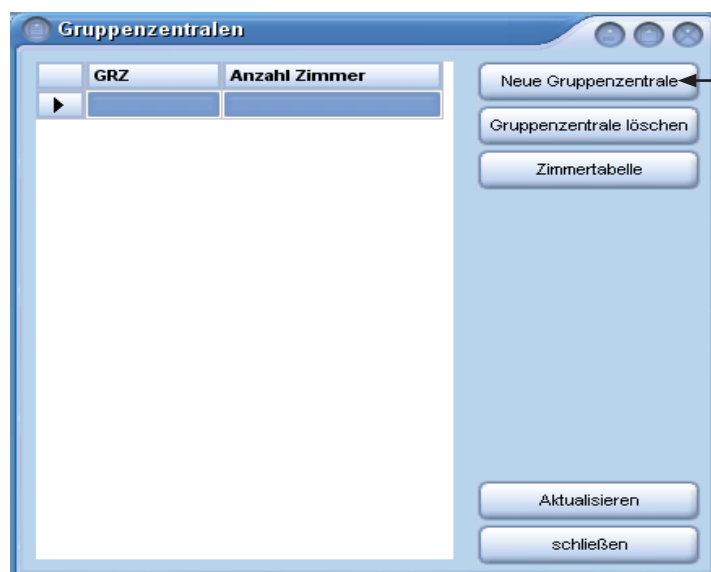 Gruppenzentralen
GRZ Anzahl Zimmer
Neue Gruppenzentrale
Gruppenzentrale löschen
Zimmertabelle
Aktualisieren
schließen